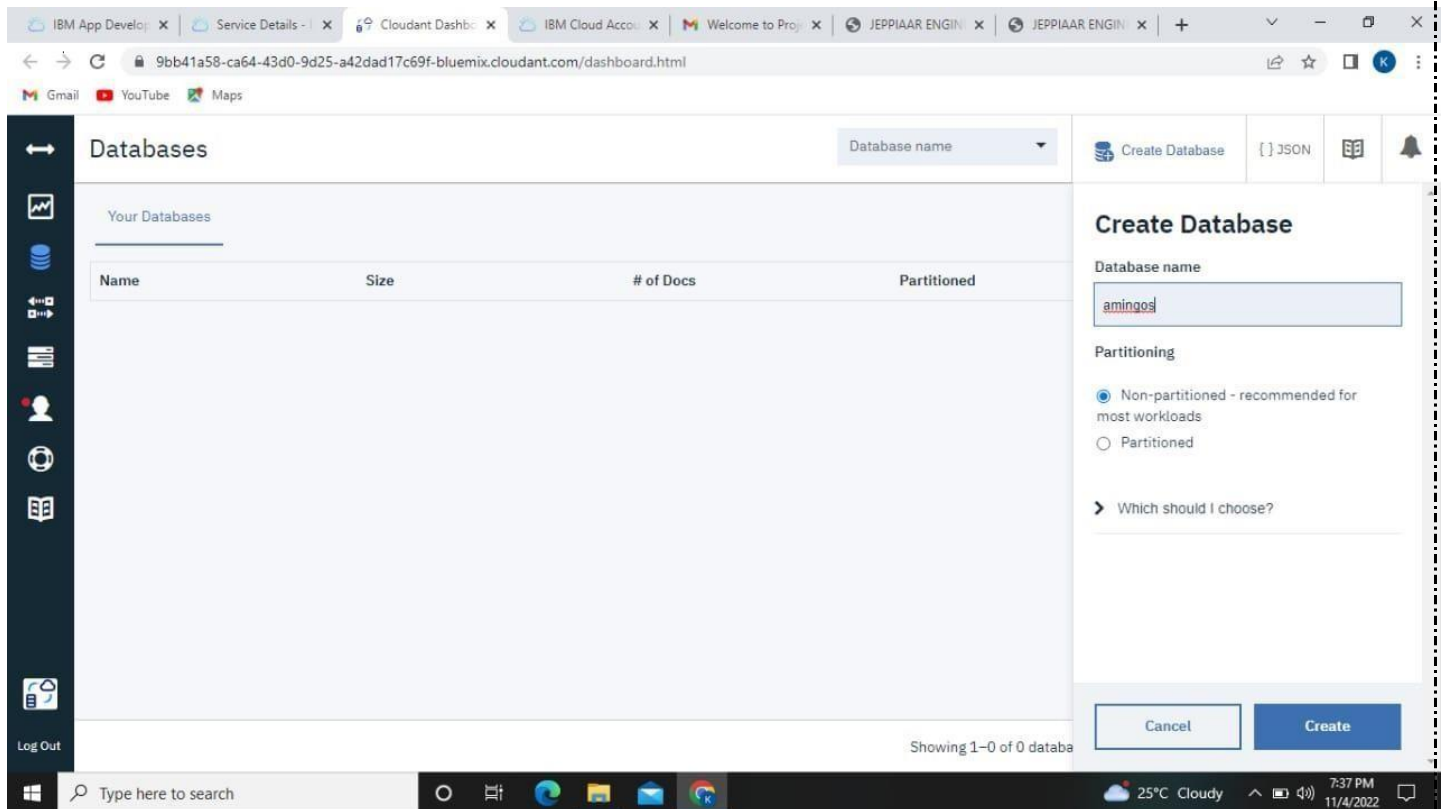 IBM App Develop
Service Details - I
Cloudant Dashbo
IBM Cloud Accou
Welcome to Proj
JEPPIAAR ENGIN
JEPPIAAR ENGIN
9bb41a58-ca64-43d0-9d25-a42dad17c69f-bluemix.cloudant.com/dashboard.html
K
Gmail
YouTube
Maps
Databases
Database name
Create Database
{ } JSON
Your Databases
Name
Size
# of Docs
Partitioned
Create Database
Database name
amingos
Partitioning
Non-partitioned - recommended for
most workloads
Partitioned
Which should I choose?
Cancel
Create
Log Out
Showing 1–0 of 0 databa
Type here to search
25°C Cloudy
7:37 PM
11/4/2022